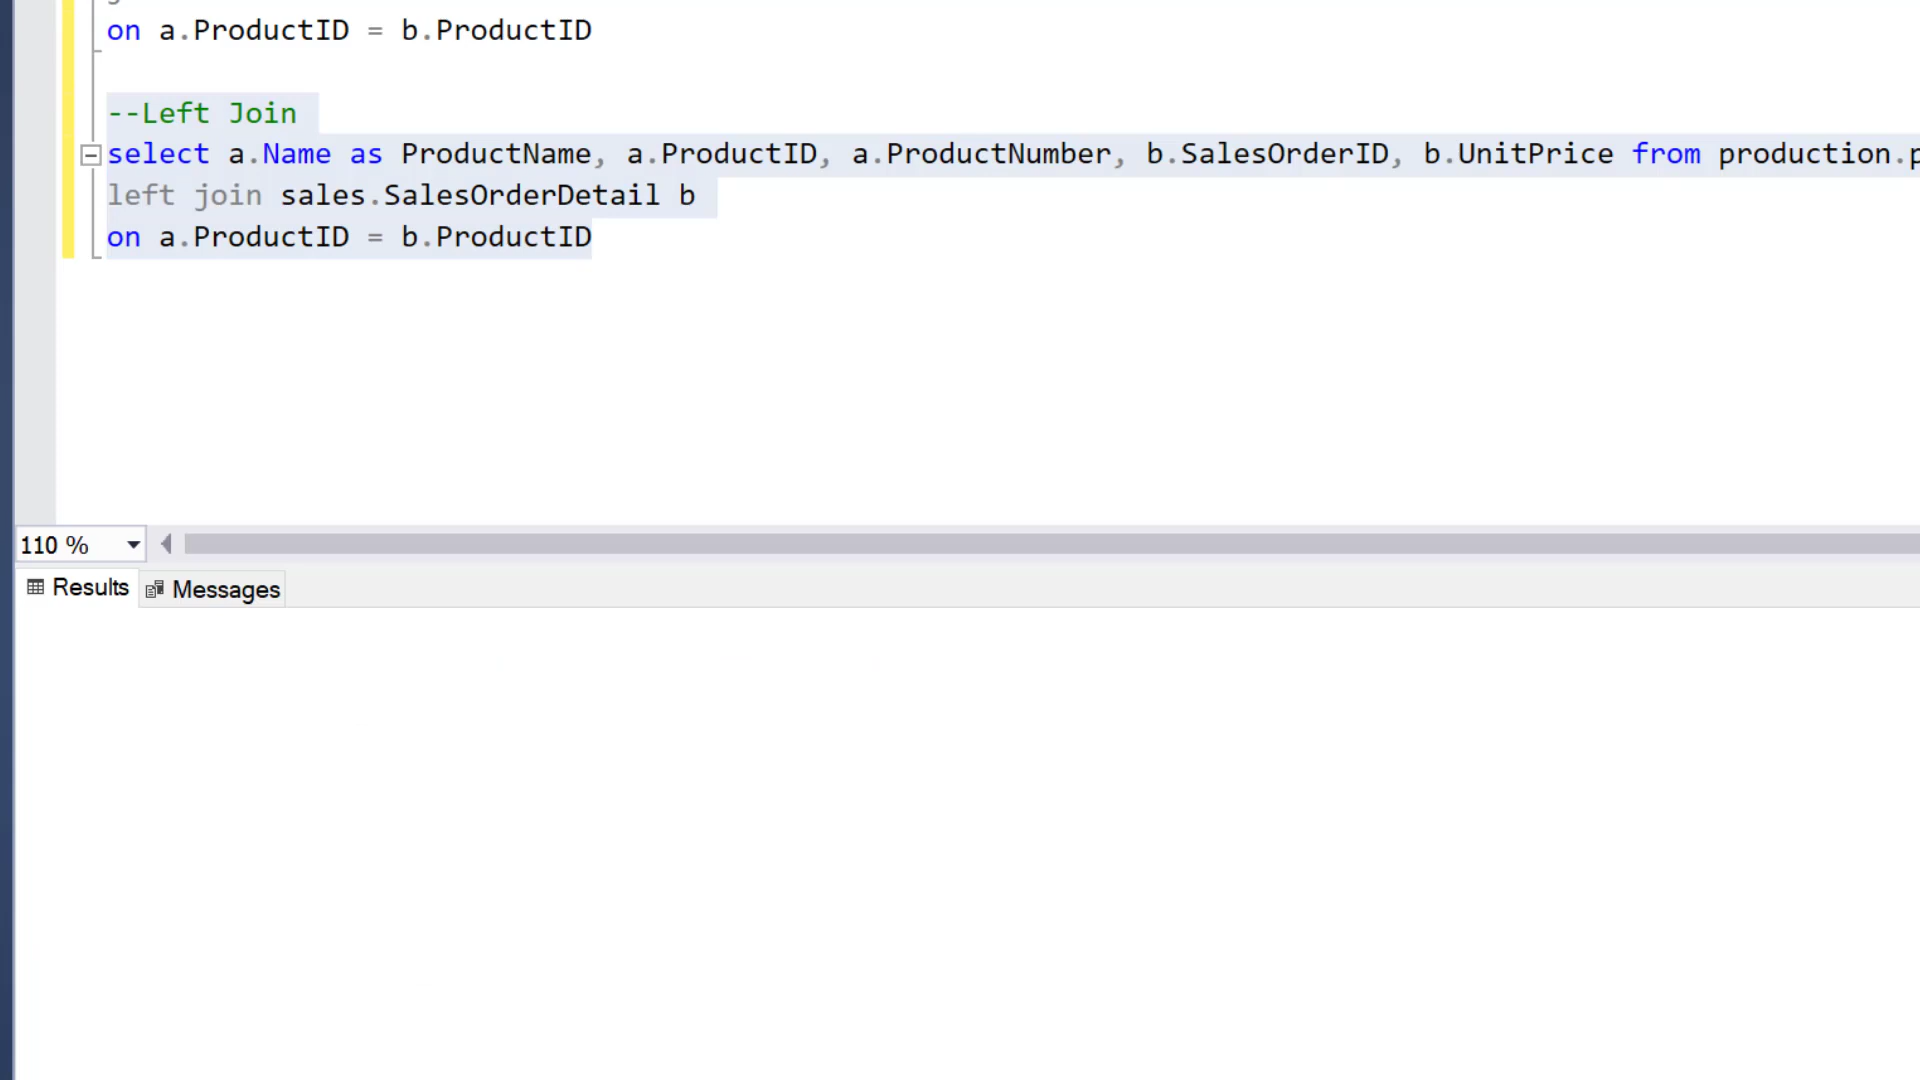 on a.ProductID = b.ProductID
--Left Join
select a.Name as ProductName, a.ProductID, a.ProductNumber, b.SalesOrderID, b.UnitPrice from production.p
left join sales.SalesOrderDetail b
on a.ProductID = b.ProductID
110 %
Results Messages